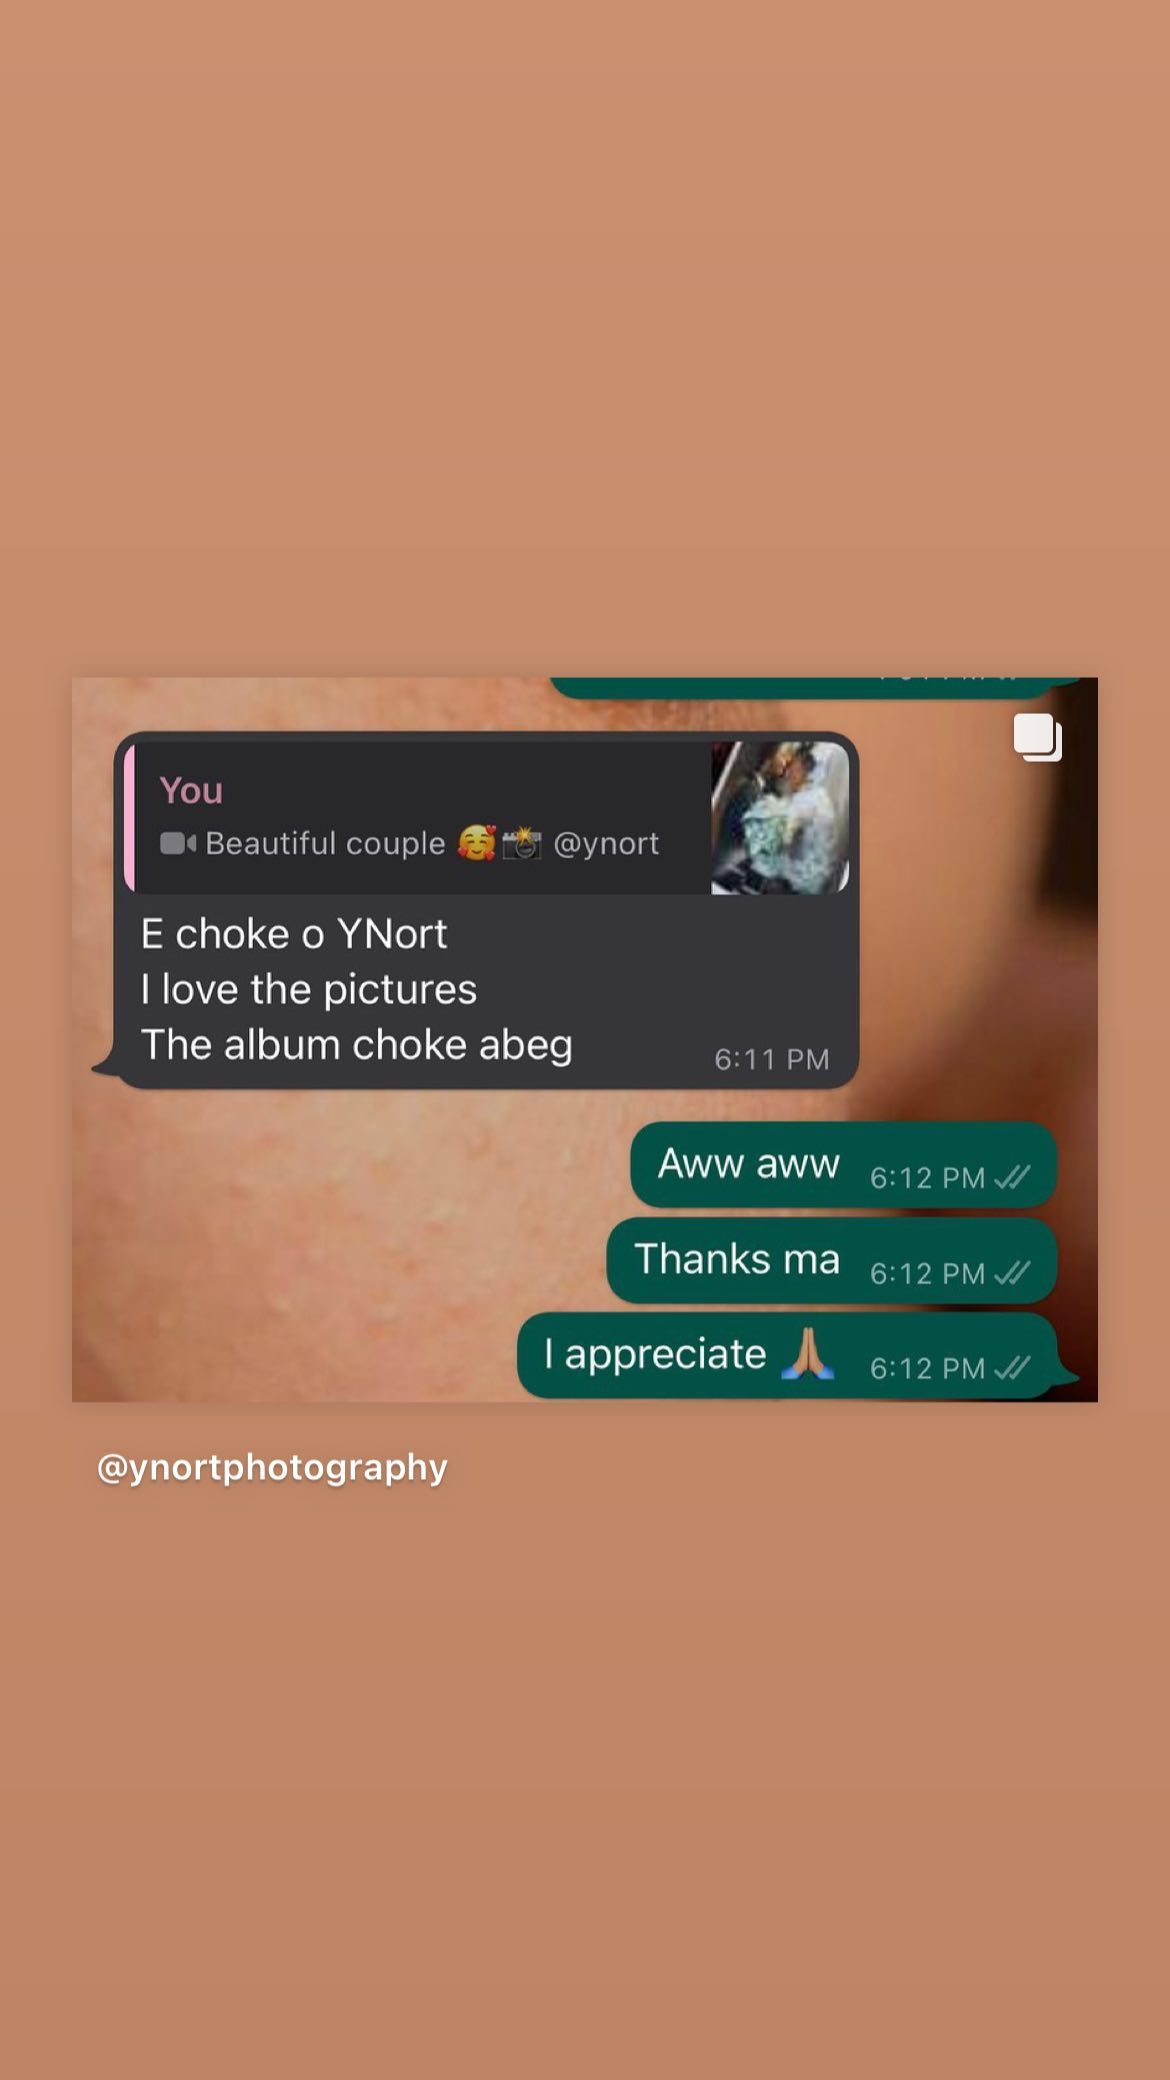 You
Beautiful couple 🥰📸 @ynort
E choke o YNort
I love the pictures
The album choke abeg
6:11 PM
Aww aww 6:12 PM
Thanks ma 6:12 PM
I appreciate 🙏🏽 6:12 PM
@ynortphotography